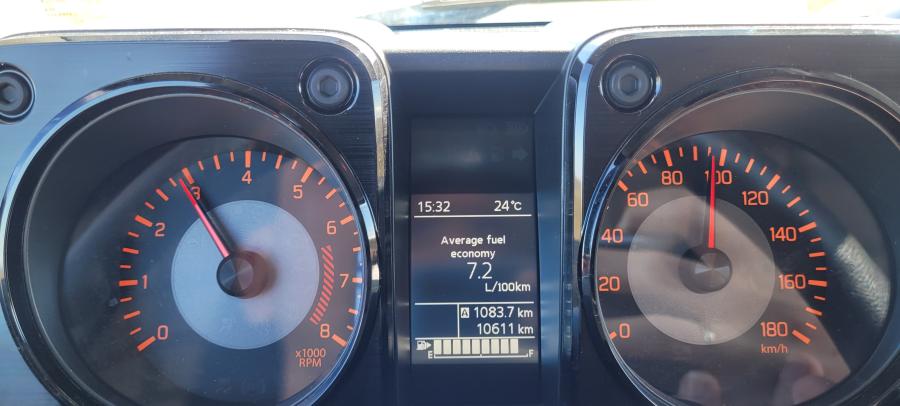 0
1
2
3
4
5
6
7
8
x1000
RPM
15:32 24°C
Average fuel
economy
7.2
L/100km
A 1083.7 km
10611 km
E F
0
20
40
60
80
100
120
140
160
180
km/h